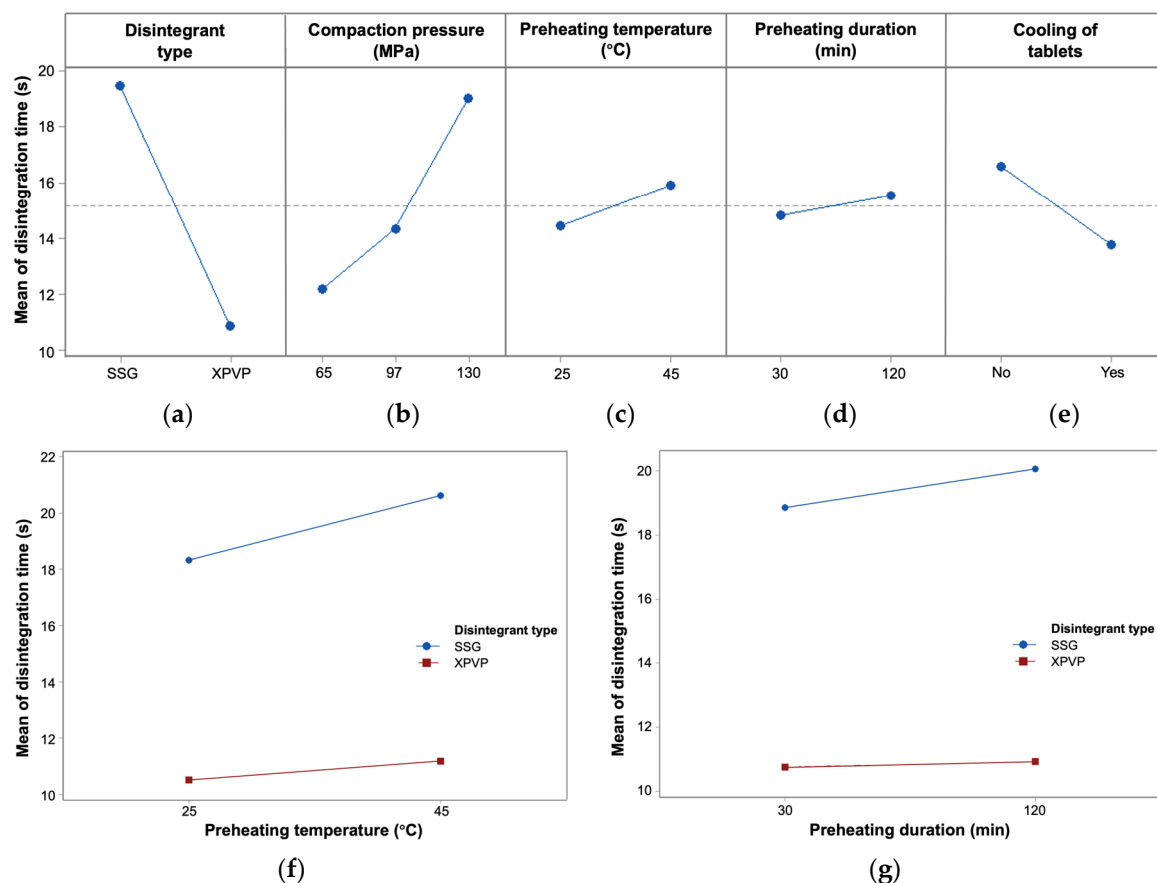 Disintegrant
type
Compaction pressure
(MPa)
Preheating temperature
(°C)
Preheating duration
(min)
Cooling of
tablets
Mean of disintegration time (s)
20
18
16
14
12
10
SSG
XPVP
65
97
130
25
45
30
120
No
Yes
(a)
(b)
(c)
(d)
(e)
Mean of disintegration time (s)
22
20
18
16
14
12
10
Disintegrant type
SSG
XPVP
25
45
Preheating temperature (°C)
(f)
Mean of disintegration time (s)
20
18
16
14
12
10
Disintegrant type
SSG
XPVP
30
120
Preheating duration (min)
(g)